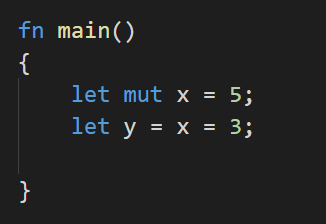 fn main()
{
    let mut x = 5;
    let y = x = 3;
}